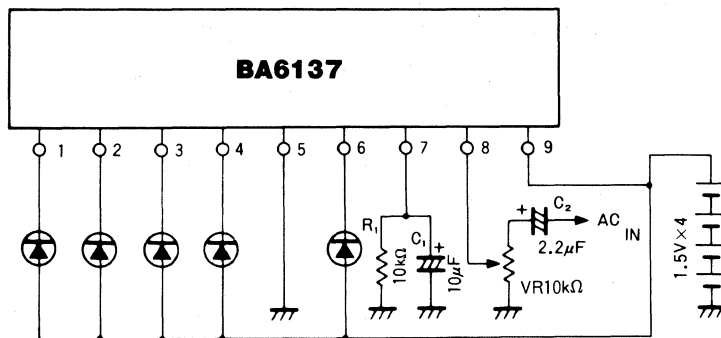 BA6137
1 2 3 4 5 6 7 8 9
R₁
10kΩ
C₁
+
10μF
+
C₂
2.2μF
AC IN
VR10kΩ
1.5V×4